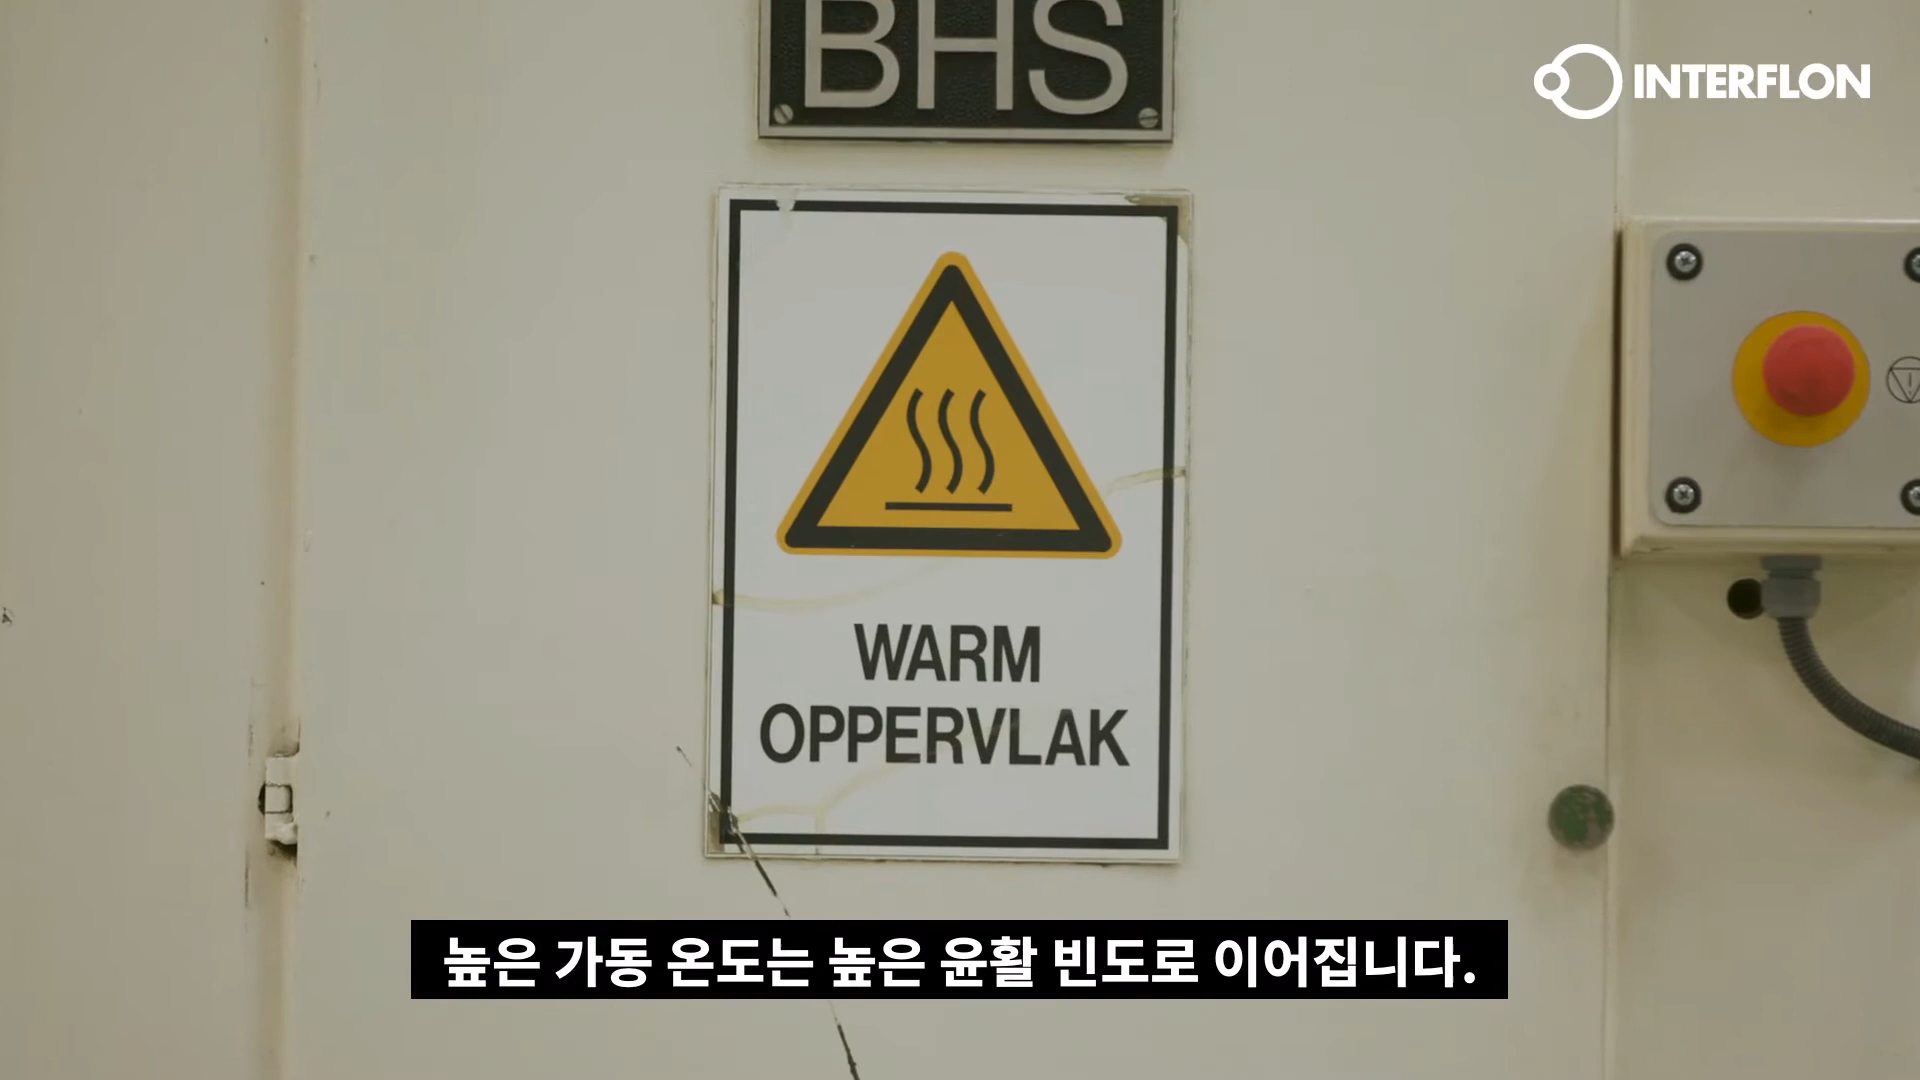 BHS
INTERFLON
WARM
OPPERVLAK
높은 가동 온도는 높은 윤활 빈도로 이어집니다.